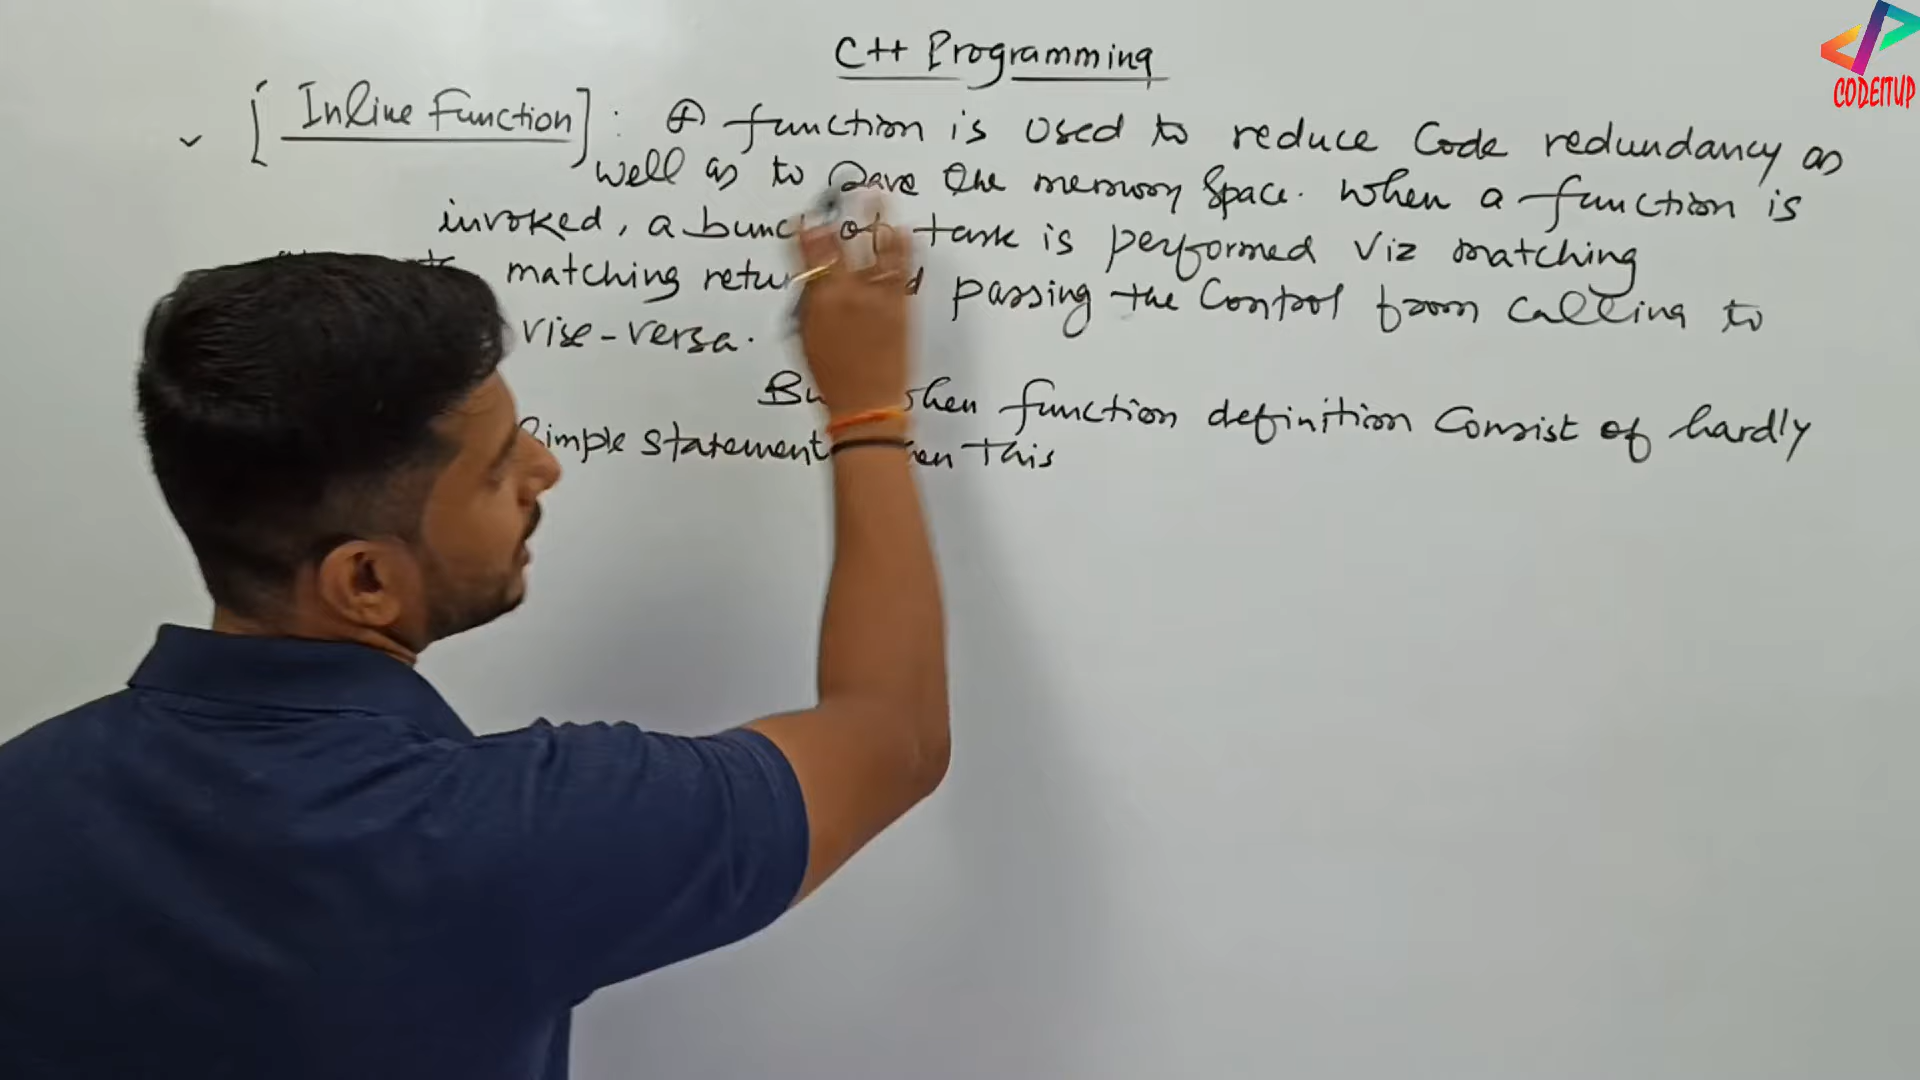 C++ Programming
CODEITUP
[ Inline Function ] : A function is used to reduce Code redundancy as
well as to save the memory space. When a function is
invoked, a bunch of task is performed viz matching
matching return passing the Control from Calling to
vise-versa.
But when function definition Consist of hardly
Simple statement then this